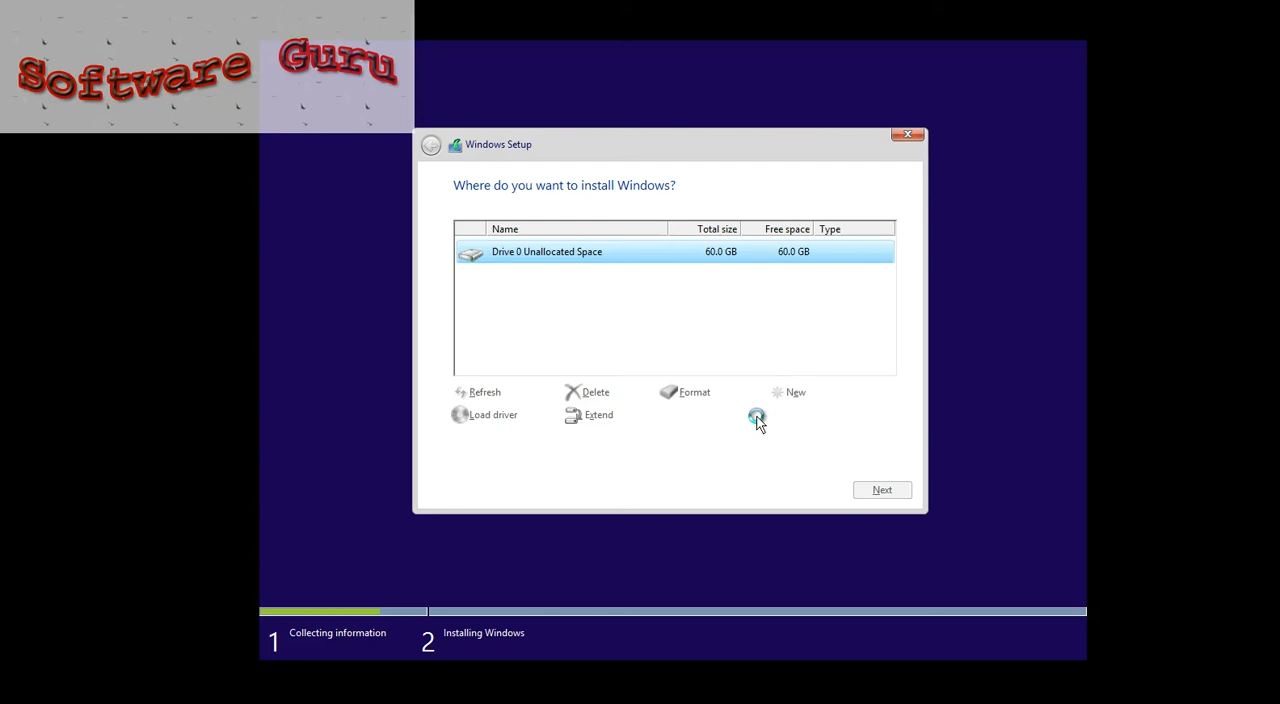 Software Guru
Windows Setup
Where do you want to install Windows?
Name Total size Free space Type
Drive 0 Unallocated Space 60.0 GB 60.0 GB
Refresh Delete Format New
Load driver Extend
Next
1 Collecting information 2 Installing Windows